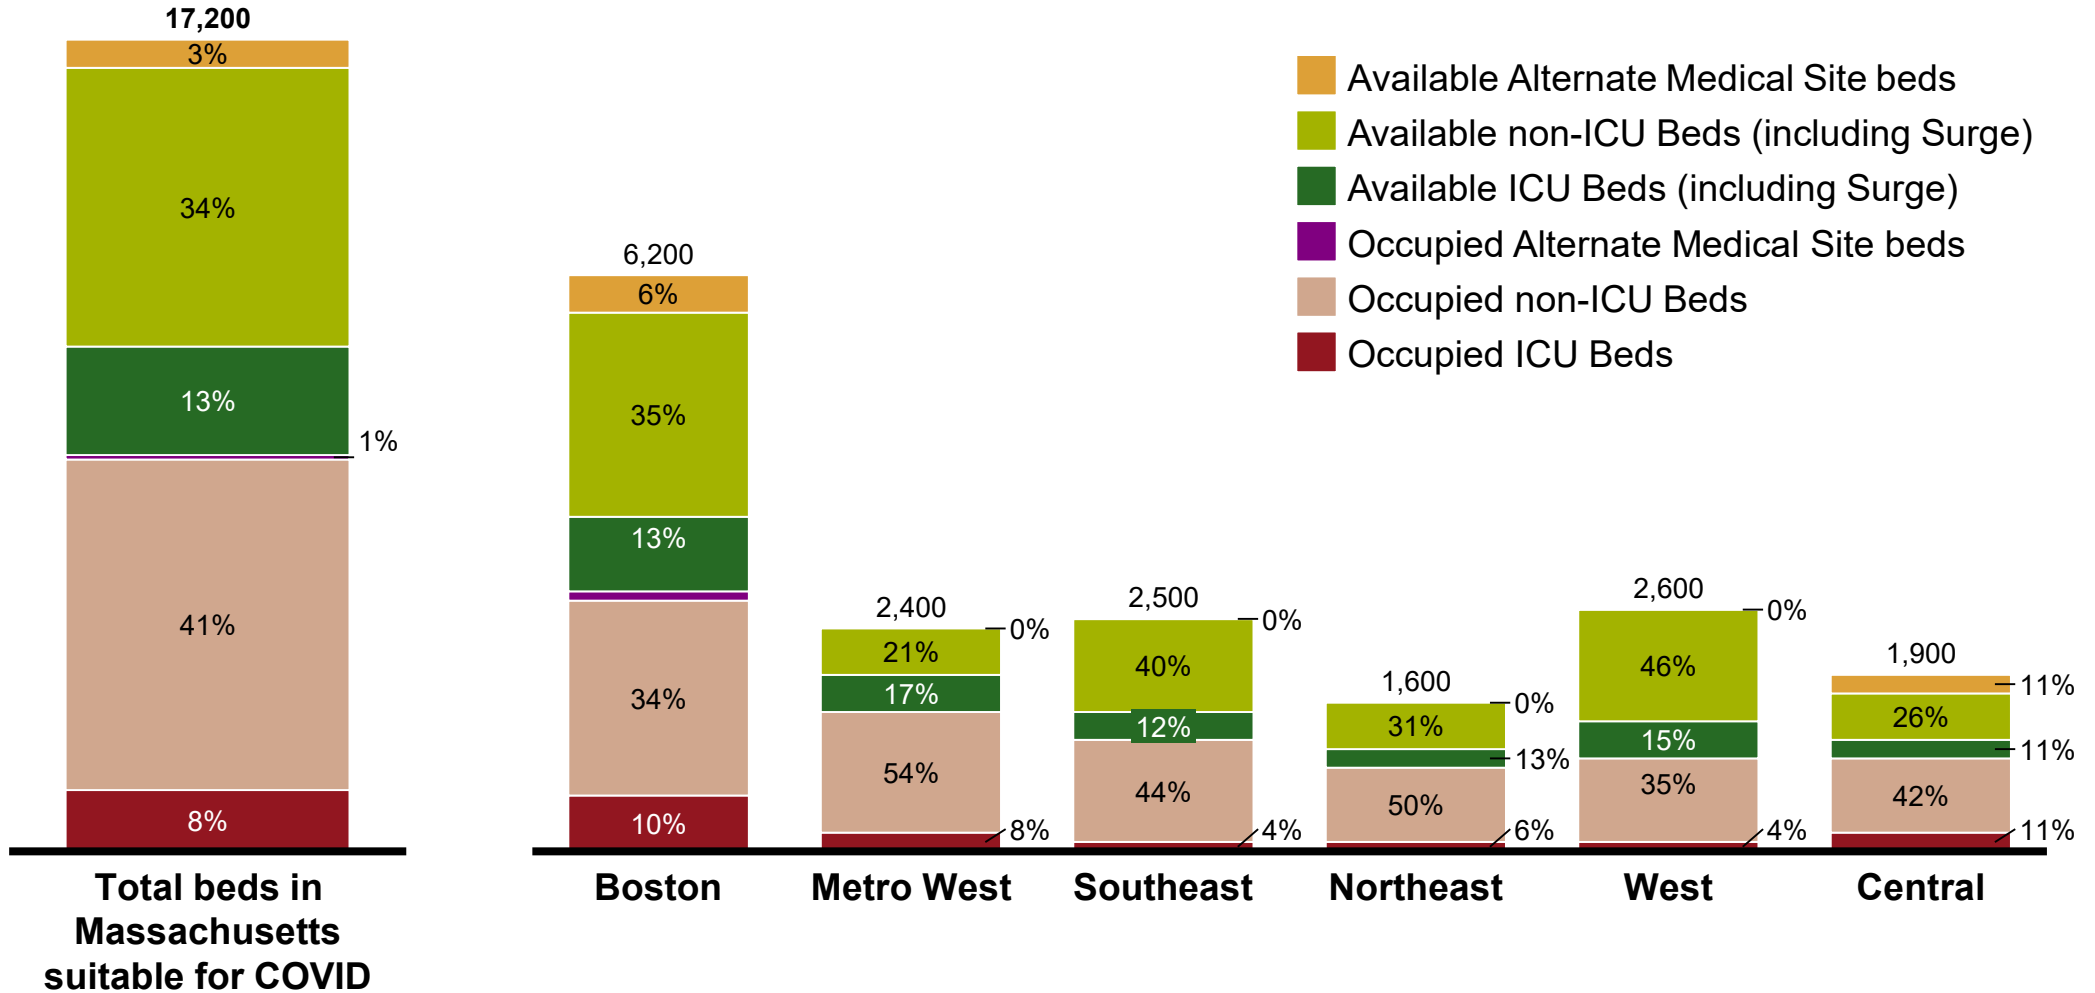 17,200
3%
34%
13%
1%
41%
8%
Total beds in
Massachusetts
suitable for COVID
6,200
6%
35%
13%
34%
10%
Boston
2,400
0%
21%
17%
54%
8%
Metro West
2,500
0%
40%
12%
44%
4%
Southeast
1,600
0%
31%
13%
50%
6%
Northeast
2,600
0%
46%
15%
35%
4%
West
1,900
11%
26%
11%
42%
11%
Central
Available Alternate Medical Site beds
Available non-ICU Beds (including Surge)
Available ICU Beds (including Surge)
Occupied Alternate Medical Site beds
Occupied non-ICU Beds
Occupied ICU Beds